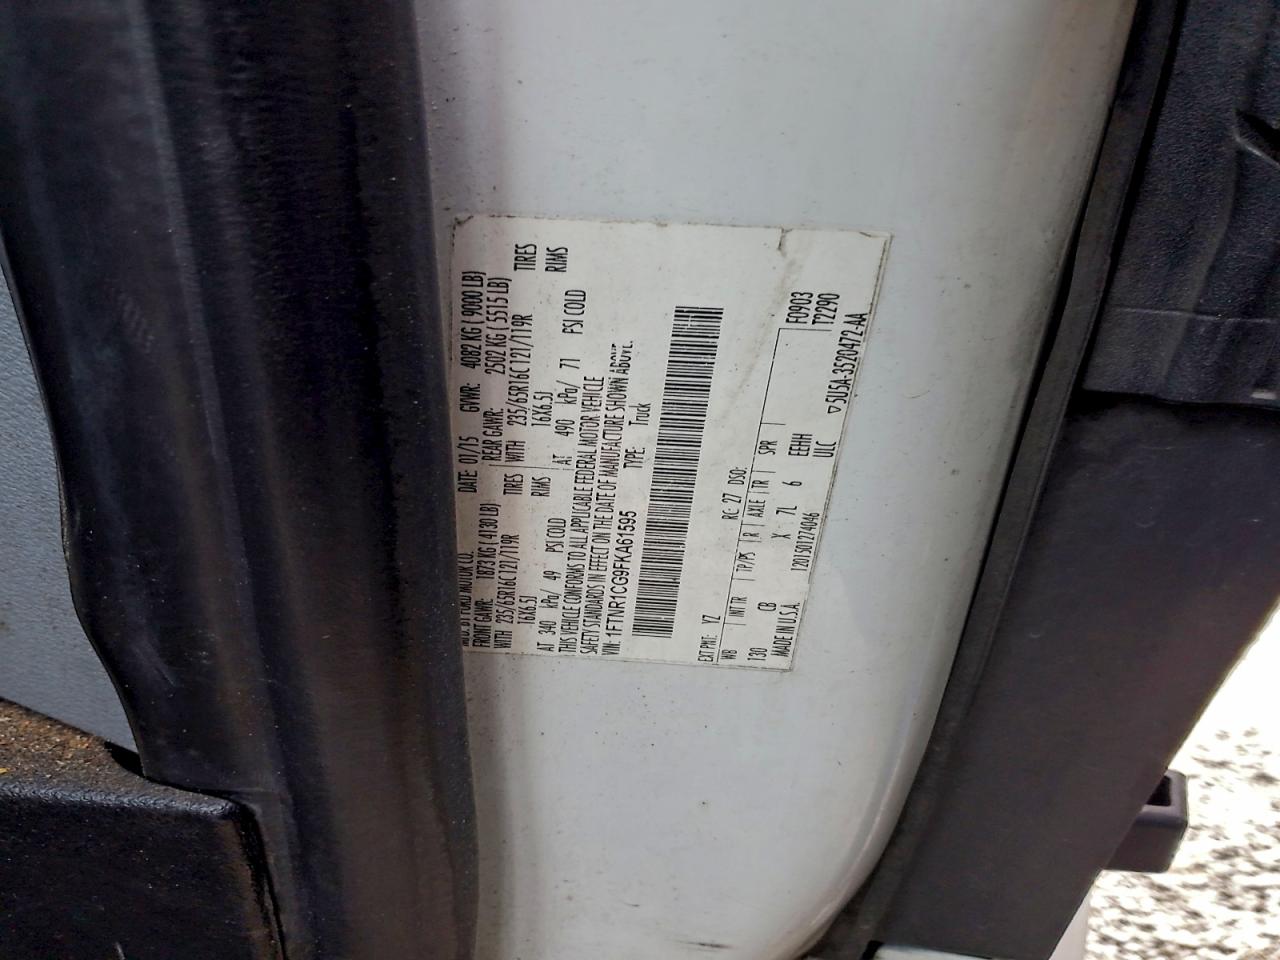 MFD. BY FORD MOTOR CO. DATE: 01/15 GVWR: 4082 KG ( 9000 LB)
FRONT GAWR: 1873 KG ( 4130 LB) REAR GAWR: 2502 KG ( 5515 LB)
WITH 235/65R16C 121/119R TIRES WITH 235/65R16C 121/119R TIRES
16X6.5J RIMS 16X6.5J RIMS
AT 340 kPa/ 49 PSI COLD AT 490 kPa/ 71 PSI COLD
THIS VEHICLE CONFORMS TO ALL APPLICABLE FEDERAL MOTOR VEHICLE
SAFETY STANDARDS IN EFFECT ON THE DATE OF MANUFACTURE SHOWN ABOVE.
VIN: 1FTNR1CG9FKA61595 TYPE: Truck
EXT PNT: YZ RC: 27 DSO:
WB INT TR TP/PS R AXLE TR SPR F0903
130 CB X 7L 6 EEHH T2290
MADE IN U.S.A. 1201501274046 ULC 5U5A-3520472-AA